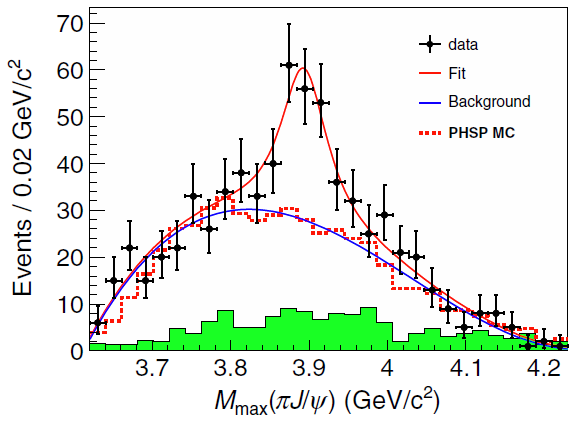 Events / 0.02 GeV/c²
70
60
50
40
30
20
10
0
data
Fit
Background
PHSP MC
3.7 3.8 3.9 4 4.1 4.2
M_max(πJ/ψ) (GeV/c²)